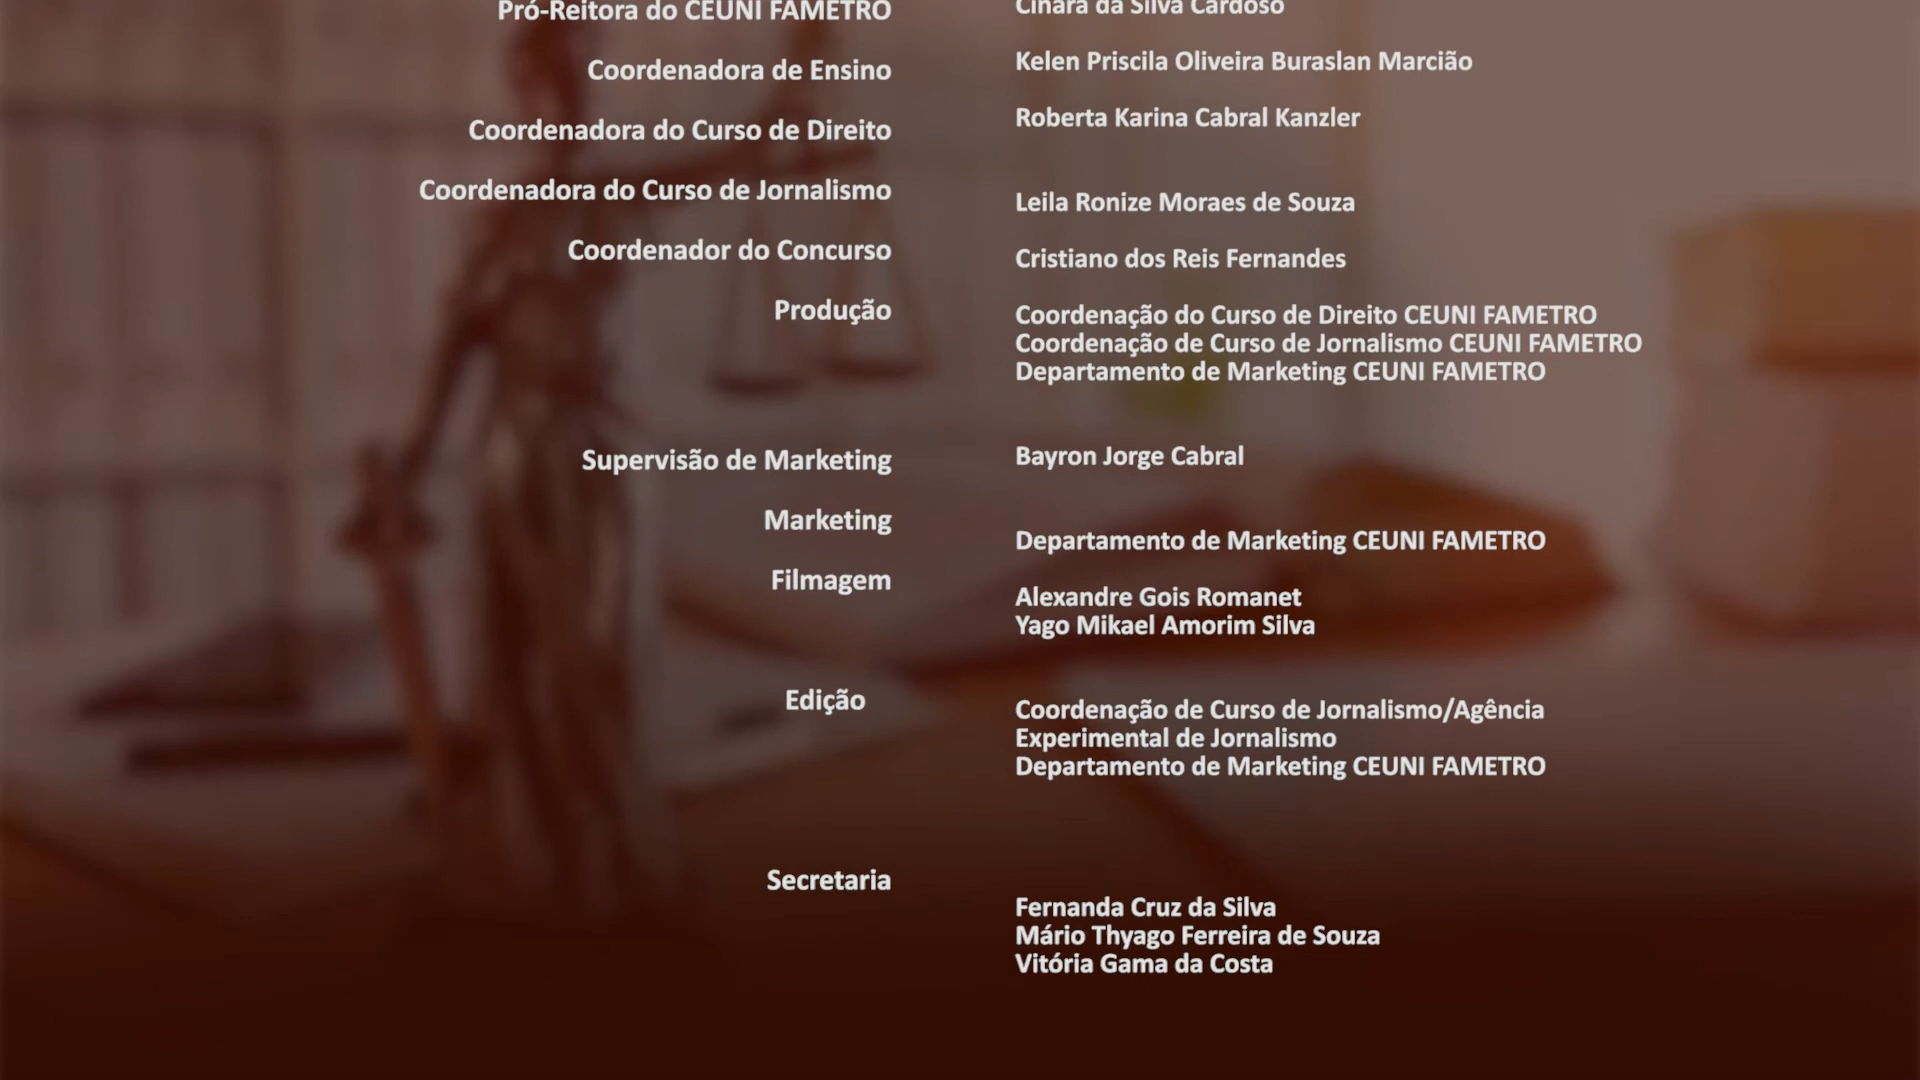 Pró-Reitora do CEUNI FAMETRO
Cinara da Silva Cardoso
Coordenadora de Ensino
Kelen Priscila Oliveira Buraslan Marcião
Coordenadora do Curso de Direito
Roberta Karina Cabral Kanzler
Coordenadora do Curso de Jornalismo
Leila Ronize Moraes de Souza
Coordenador do Concurso
Cristiano dos Reis Fernandes
Produção
Coordenação do Curso de Direito CEUNI FAMETRO
Coordenação de Curso de Jornalismo CEUNI FAMETRO
Departamento de Marketing CEUNI FAMETRO
Supervisão de Marketing
Bayron Jorge Cabral
Marketing
Departamento de Marketing CEUNI FAMETRO
Filmagem
Alexandre Gois Romanet
Yago Mikael Amorim Silva
Edição
Coordenação de Curso de Jornalismo/Agência
Experimental de Jornalismo
Departamento de Marketing CEUNI FAMETRO
Secretaria
Fernanda Cruz da Silva
Mário Thyago Ferreira de Souza
Vitória Gama da Costa